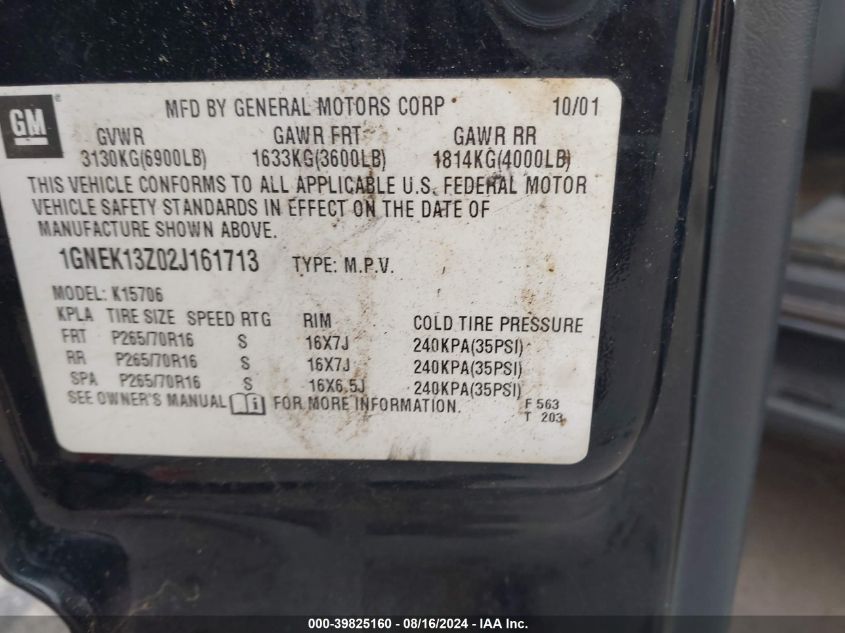 GM
MFD BY GENERAL MOTORS CORP 10/01
GVWR GAWR FRT GAWR RR
3130KG(6900LB) 1633KG(3600LB) 1814KG(4000LB)
THIS VEHICLE CONFORMS TO ALL APPLICABLE U.S. FEDERAL MOTOR
VEHICLE SAFETY STANDARDS IN EFFECT ON THE DATE OF
MANUFACTURE SHOWN ABOVE.
1GNEK13Z02J161713 TYPE: M.P.V.
MODEL: K15706
KPLA TIRE SIZE SPEED RTG RIM COLD TIRE PRESSURE
FRT P265/70R16 S 16X7J 240KPA(35PSI)
RR P265/70R16 S 16X7J 240KPA(35PSI)
SPA P265/70R16 S 16X6.5J 240KPA(35PSI)
SEE OWNER'S MANUAL FOR MORE INFORMATION. F 563
T 203
000-39825160 - 08/16/2024 - IAA Inc.